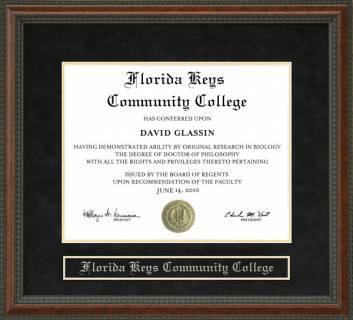 Florida Keys
Community College
HAS CONFERRED UPON
DAVID GLASSIN
HAVING DEMONSTRATED ABILITY BY ORIGINAL RESEARCH IN BIOLOGY
THE DEGREE OF DOCTOR OF PHILOSOPHY
WITH ALL THE RIGHTS AND PRIVILEGES THERETO PERTAINING
ISSUED BY THE BOARD OF REGENTS
UPON RECOMMENDATION OF THE FACULTY
JUNE 14, 2010
PROVOST
PRESIDENT
Florida Keys Community College